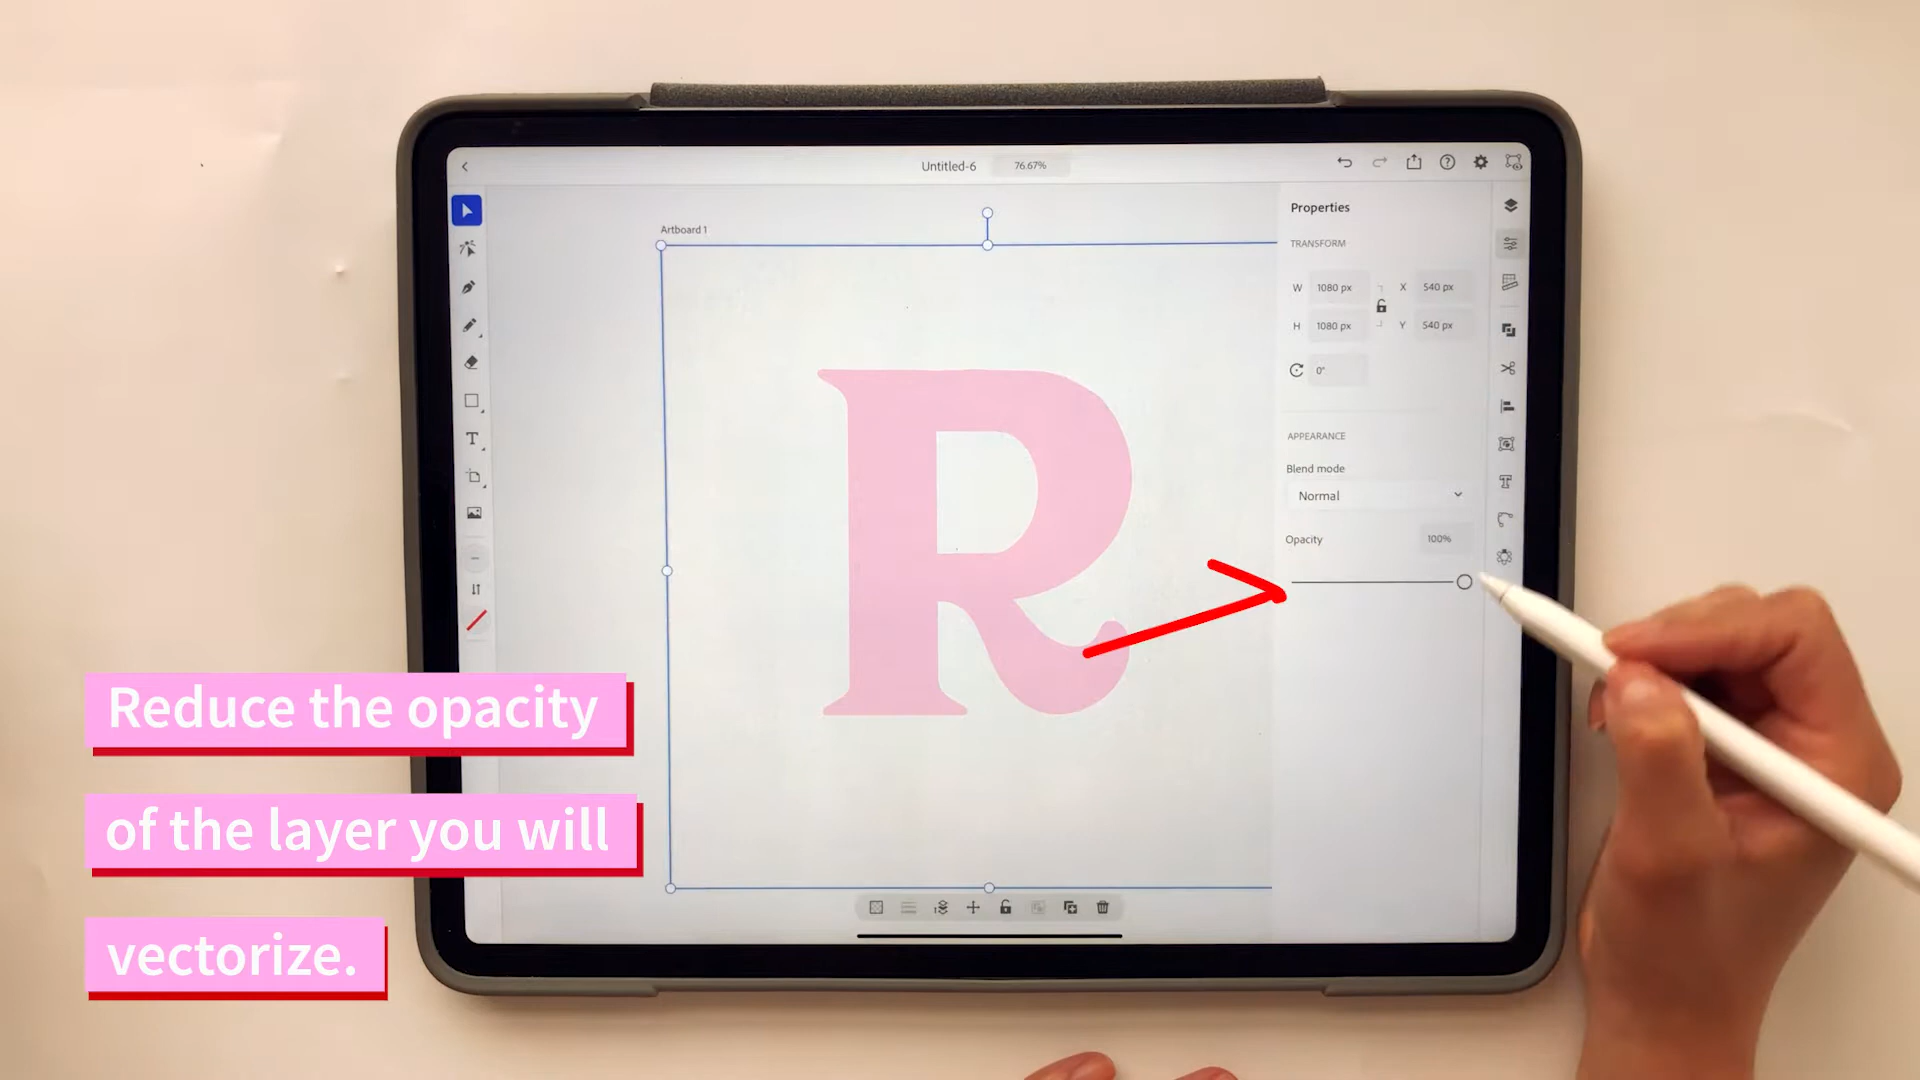 Untitled-6
76.67%
Artboard 1
R
Properties
TRANSFORM
W 1080 px X 540 px
H 1080 px Y 540 px
0°
APPEARANCE
Blend mode
Normal
Opacity 100%
Reduce the opacity
of the layer you will
vectorize.